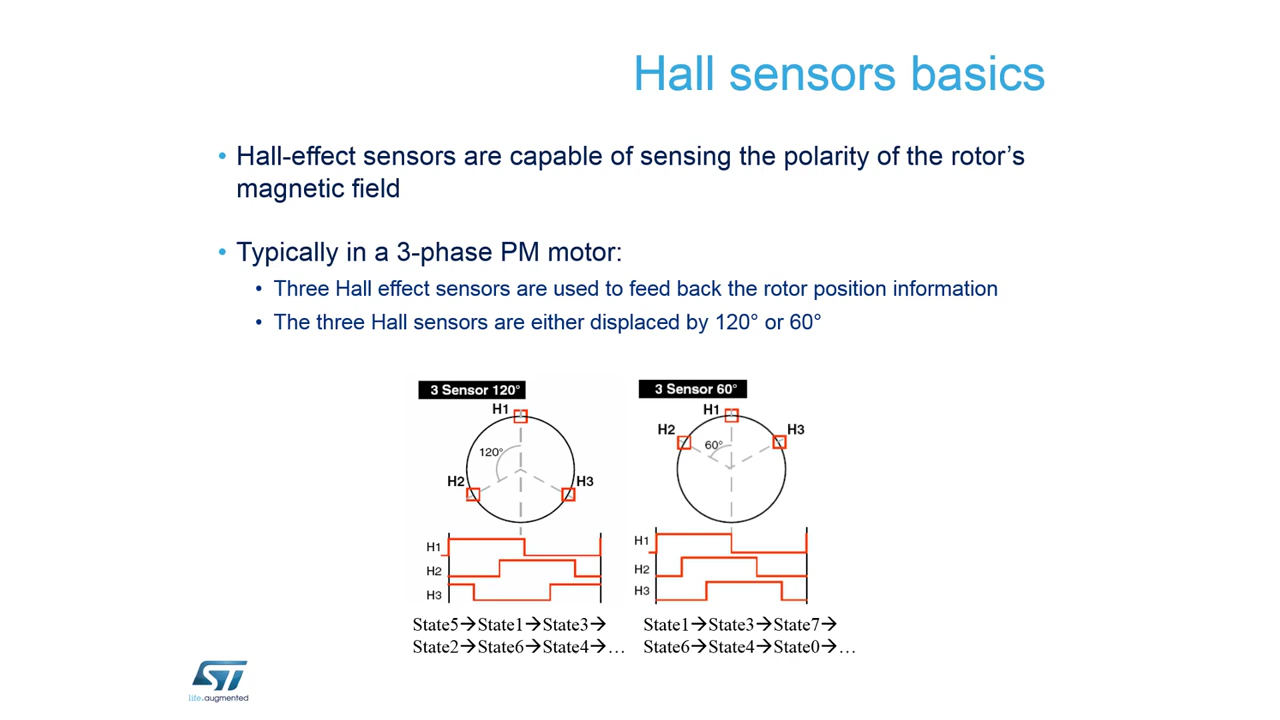 Hall sensors basics
• Hall-effect sensors are capable of sensing the polarity of the rotor's
magnetic field
• Typically in a 3-phase PM motor:
• Three Hall effect sensors are used to feed back the rotor position information
• The three Hall sensors are either displaced by 120° or 60°
3 Sensor 120°
H1
120°
H2
H3
H1
H2
H3
State5→State1→State3→
State2→State6→State4→…
3 Sensor 60°
H1
H2
H3
60°
H1
H2
H3
State1→State3→State7→
State6→State4→State0→…
ST
life.augmented